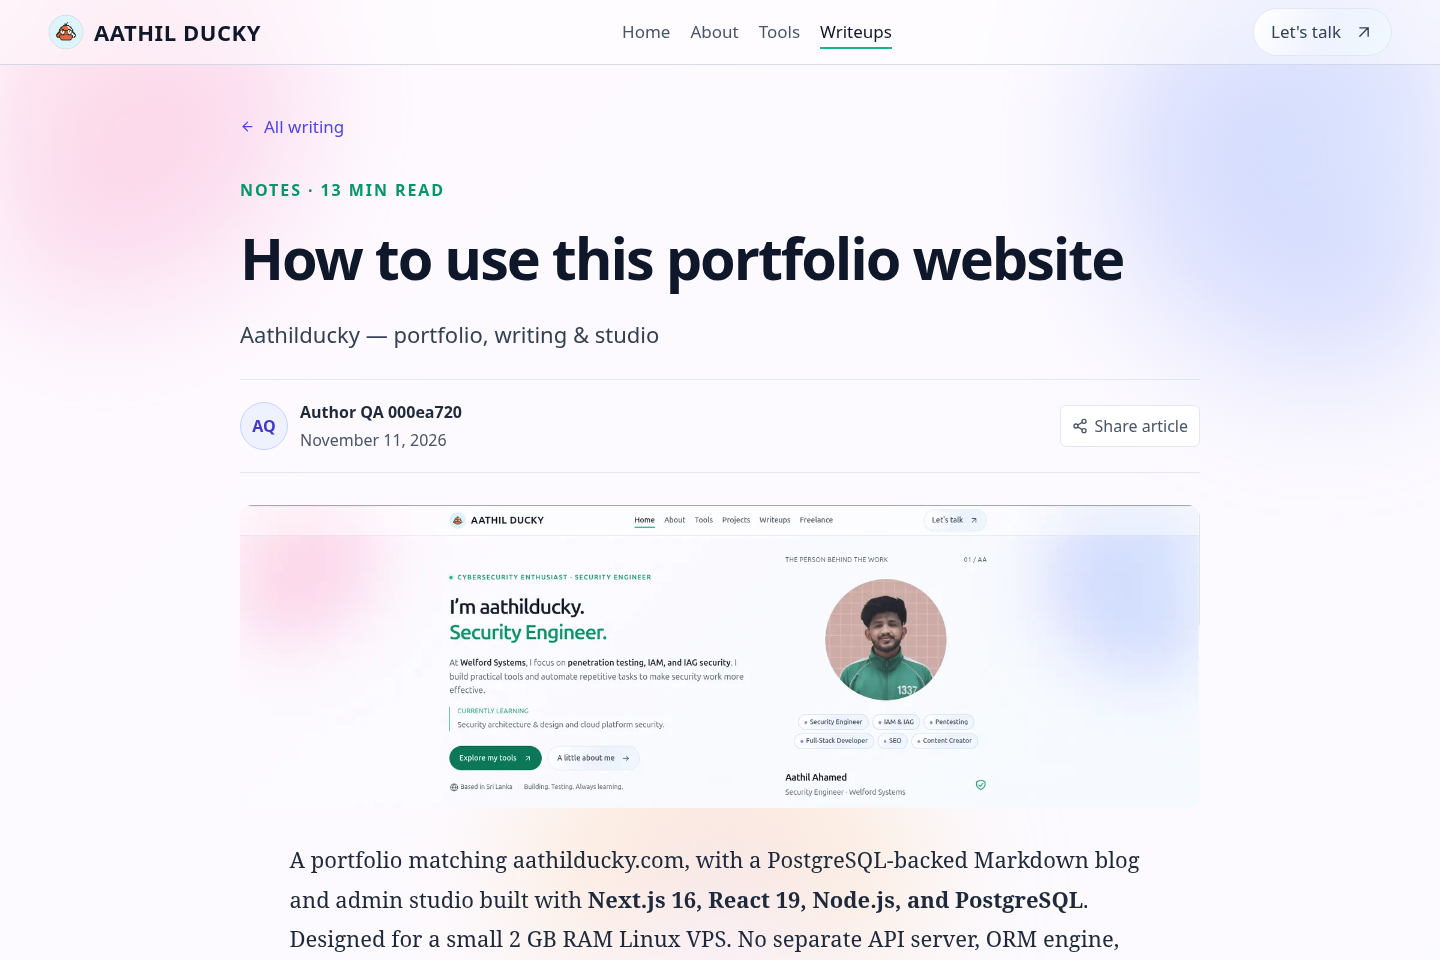 AATHIL DUCKY
Home About Tools Writeups
Let's talk
All writing
NOTES · 13 MIN READ
How to use this portfolio website
Aathilducky — portfolio, writing & studio
AQ
Author QA 000ea720
November 11, 2026
Share article
AATHIL DUCKY
Home About Tools Projects Writeups Freelance
Let's talk
CYBERSECURITY ENTHUSIAST · SECURITY ENGINEER
I'm aathilducky.
Security Engineer.
At Welford Systems, I focus on penetration testing, IAM, and IAG security. I
build practical tools and automate repetitive tasks to make security work more
effective.
CURRENTLY LEARNING
Security architecture & design and cloud platform security.
Explore my tools
A little about me
Based in Sri Lanka
Building. Testing. Always learning.
THE PERSON BEHIND THE WORK
01 / AA
1337
Security Engineer IAM & IAG Pentesting
Full-Stack Developer SEO Content Creator
Aathil Ahamed
Security Engineer · Welford Systems
A portfolio matching aathilducky.com, with a PostgreSQL-backed Markdown blog
and admin studio built with Next.js 16, React 19, Node.js, and PostgreSQL.
Designed for a small 2 GB RAM Linux VPS. No separate API server, ORM engine,